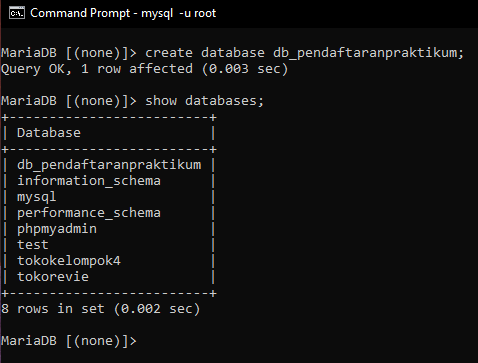 Command Prompt - mysql  -u root
MariaDB [(none)]> create database db_pendaftaranpraktikum;
Query OK, 1 row affected (0.003 sec)
MariaDB [(none)]> show databases;
+-------------------------+
| Database                |
+-------------------------+
| db_pendaftaranpraktikum |
| information_schema      |
| mysql                   |
| performance_schema      |
| phpmyadmin              |
| test                    |
| tokokelompok4           |
| tokorevie               |
+-------------------------+
8 rows in set (0.002 sec)
MariaDB [(none)]>